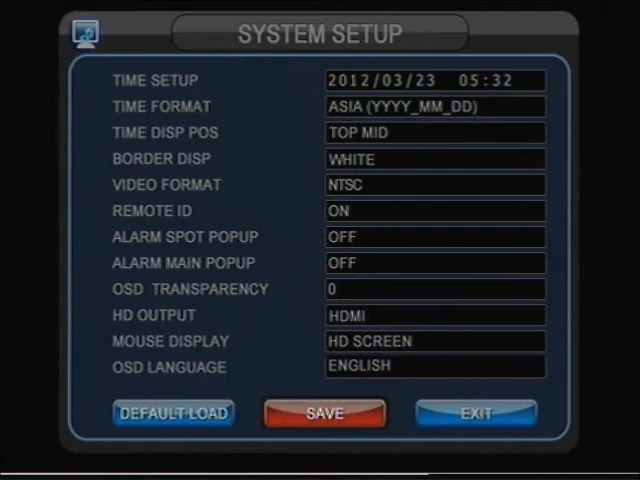 SYSTEM SETUP
TIME SETUP 2012/03/23 05:32
TIME FORMAT ASIA (YYYY_MM_DD)
TIME DISP POS TOP MID
BORDER DISP WHITE
VIDEO FORMAT NTSC
REMOTE ID ON
ALARM SPOT POPUP OFF
ALARM MAIN POPUP OFF
OSD TRANSPARENCY 0
HD OUTPUT HDMI
MOUSE DISPLAY HD SCREEN
OSD LANGUAGE ENGLISH
DEFAULT LOAD SAVE EXIT